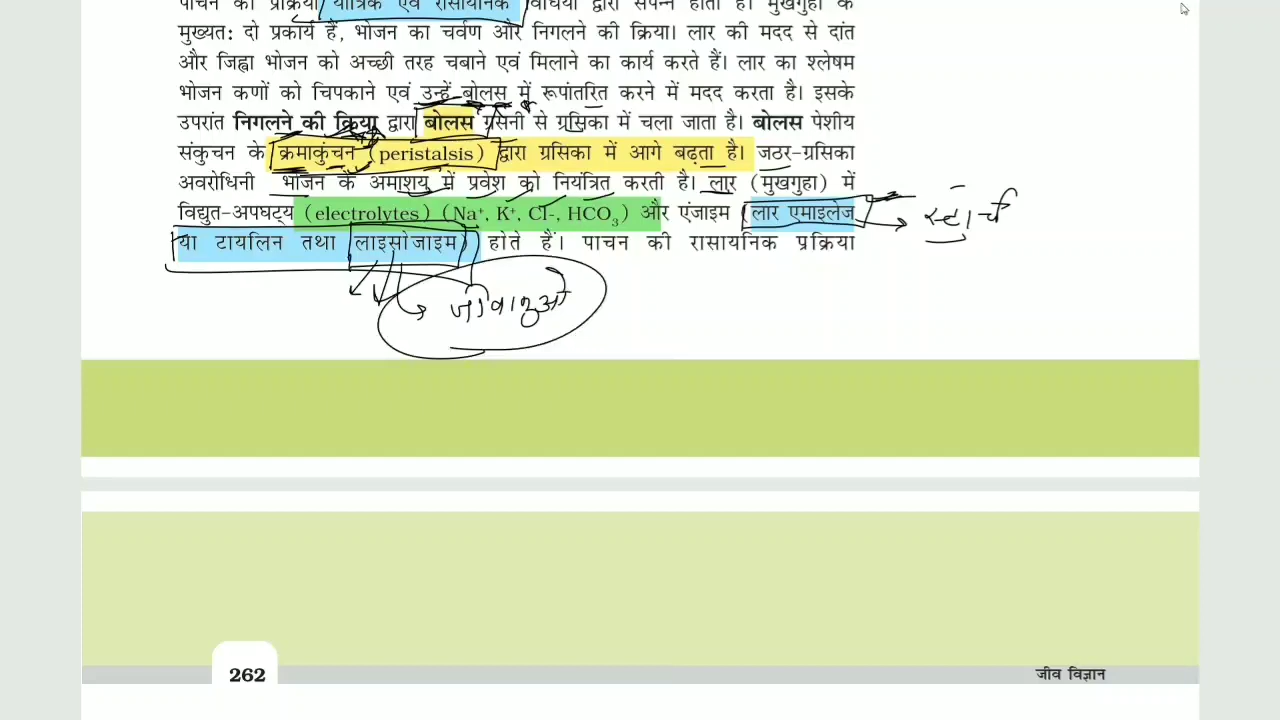 पाचन की प्रक्रिया यांत्रिक एवं रासायनिक विधियों द्वारा संपन्न होती है। मुखगुहा के
मुख्यत: दो प्रकार्य हैं, भोजन का चर्वण और निगलने की क्रिया। लार की मदद से दांत
और जिह्वा भोजन को अच्छी तरह चबाने एवं मिलाने का कार्य करते हैं। लार का श्लेषम
भोजन कणों को चिपकाने एवं उन्हें बोलस में रूपांतरित करने में मदद करता है। इसके
उपरांत निगलने की क्रिया द्वारा बोलस ग्रसनी से ग्रसिका में चला जाता है। बोलस पेशीय
संकुचन के क्रमाकुंचन (peristalsis) द्वारा ग्रसिका में आगे बढ़ता है। जठर-ग्रसिका
अवरोधिनी भोजन के अमाशय में प्रवेश को नियंत्रित करती है। लार (मुखगुहा) में
विद्युत-अपघट्य (electrolytes) (Na⁺, K⁺, Cl-, HCO₃) और एंजाइम (लार एमाइलेज स्टार्च
या टायलिन तथा लाइसोजाइम) होते हैं। पाचन की रासायनिक प्रक्रिया
जीवाणुओ
262
जीव विज्ञान